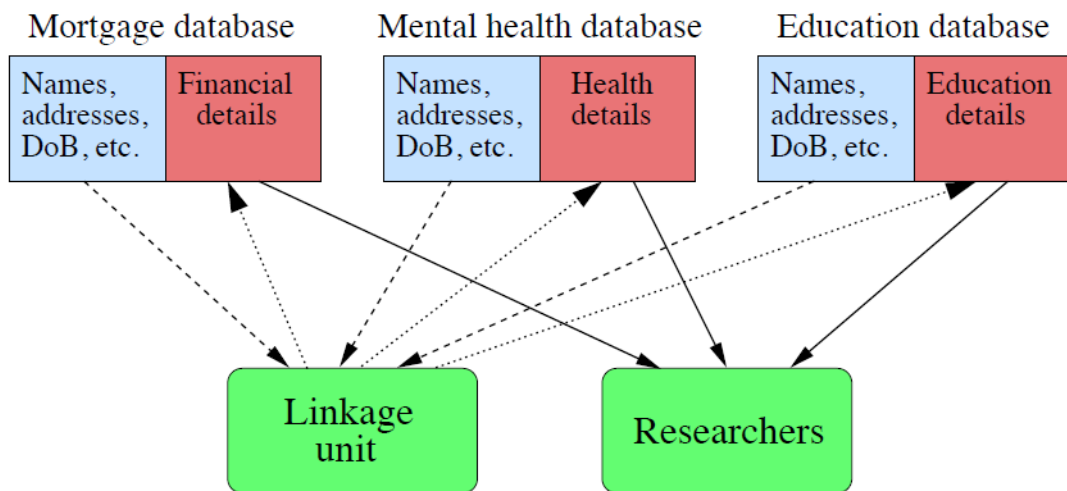 Mortgage database
Mental health database
Education database
Names,
addresses,
DoB, etc.
Financial
details
Names,
addresses,
DoB, etc.
Health
details
Names,
addresses,
DoB, etc.
Education
details
Linkage
unit
Researchers